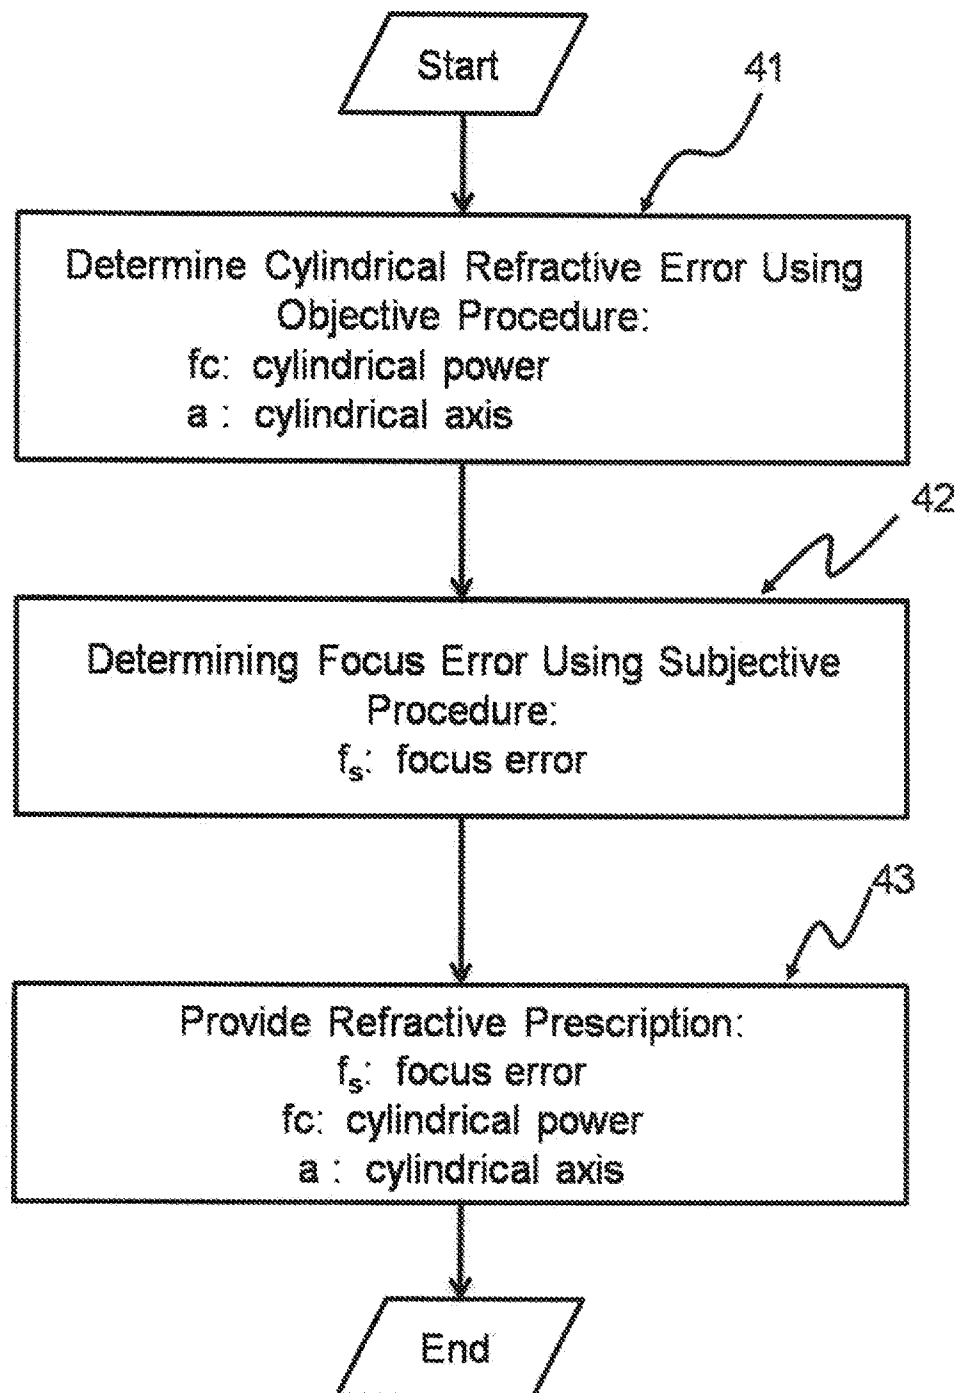 Start
41
Determine Cylindrical Refractive Error Using
Objective Procedure:
fc: cylindrical power
a : cylindrical axis
42
Determining Focus Error Using Subjective
Procedure:
fs: focus error
43
Provide Refractive Prescription:
fs: focus error
fc: cylindrical power
a : cylindrical axis
End